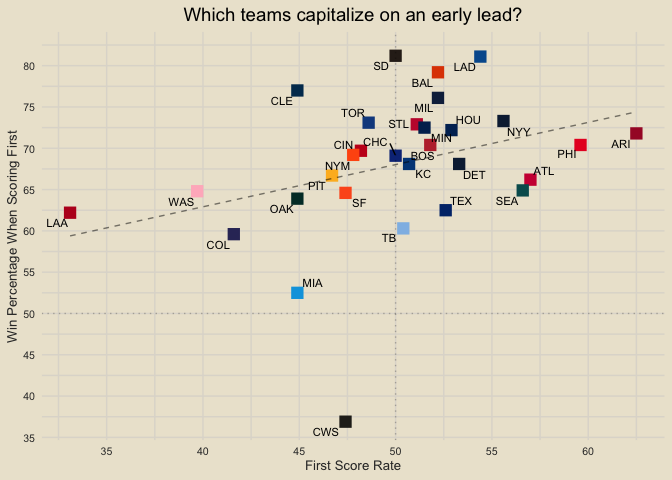 Which teams capitalize on an early lead?
Win Percentage When Scoring First
80
75
70
65
60
55
50
45
40
35
SD
LAD
BAL
CLE
MIL
TOR
STL
HOU
NYY
MIN
CHC
CIN
ARI
PHI
BOS
NYM
KC
DET
ATL
PIT
WAS
SF
SEA
OAK
TEX
LAA
TB
COL
MIA
CWS
35
40
45
50
55
60
First Score Rate